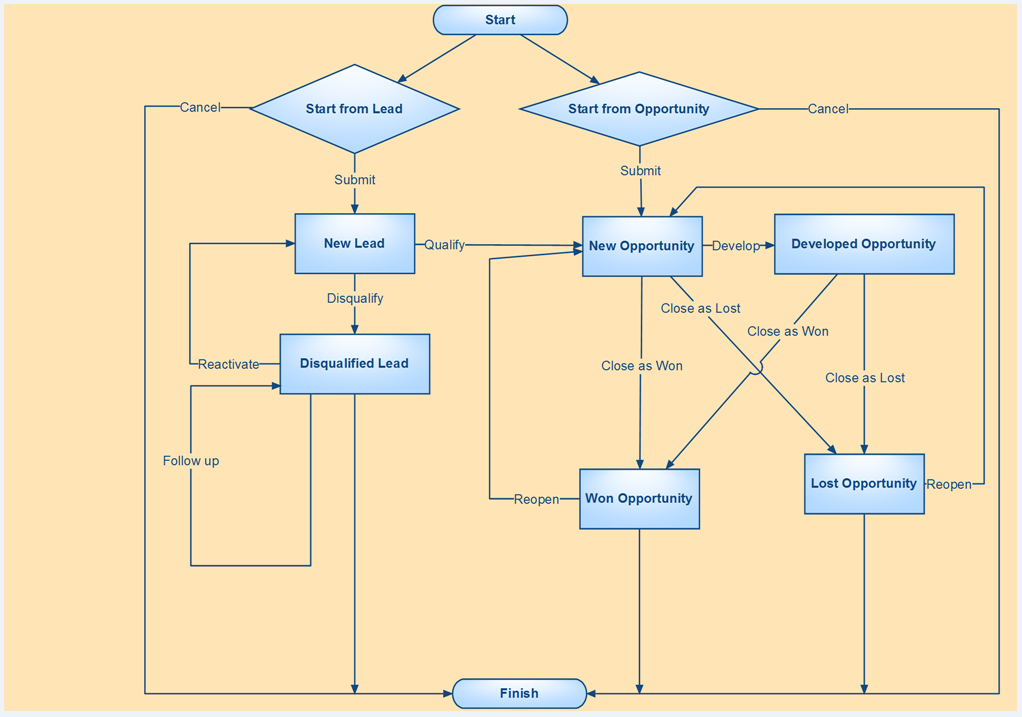 Start
Cancel
Start from Lead
Start from Opportunity
Cancel
Submit
Submit
New Lead
Qualify
New Opportunity
Develop
Developed Opportunity
Disqualify
Close as Lost
Close as Won
Reactivate
Disqualified Lead
Close as Won
Close as Lost
Follow up
Reopen
Won Opportunity
Lost Opportunity
Reopen
Finish